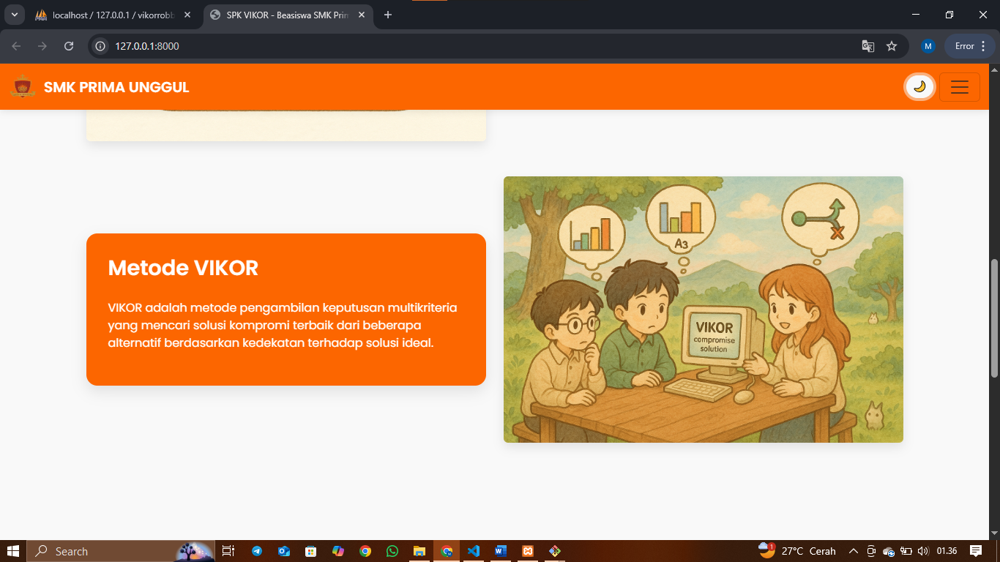 localhost / 127.0.0.1 / vikorrobb
SPK VIKOR - Beasiswa SMK Prim
127.0.0.1:8000
M
Error
SMK PRIMA UNGGUL
A3
Metode VIKOR
VIKOR adalah metode pengambilan keputusan multikriteria
yang mencari solusi kompromi terbaik dari beberapa
alternatif berdasarkan kedekatan terhadap solusi ideal.
VIKOR
compromise
solution
Search
1
27°C Cerah
01.36